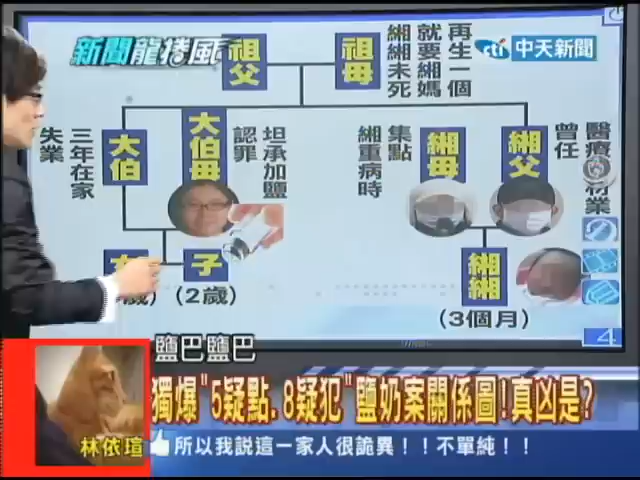 新聞龍捲風
祖父
祖母
緗緗未死
就要緗媽
再生一個
cti 中天新聞
失業
三年在家
大伯
大伯母
認罪
坦承加鹽
緗重病時
集點
緗母
緗父
曾任
醫療
材業
子
歲)
(2歲)
緗緗
(3個月)
4
鹽巴鹽巴
獨爆"5疑點.8疑犯"鹽奶案關係圖!真凶是?
林依瑄
所以我說這一家人很詭異！！不單純！！